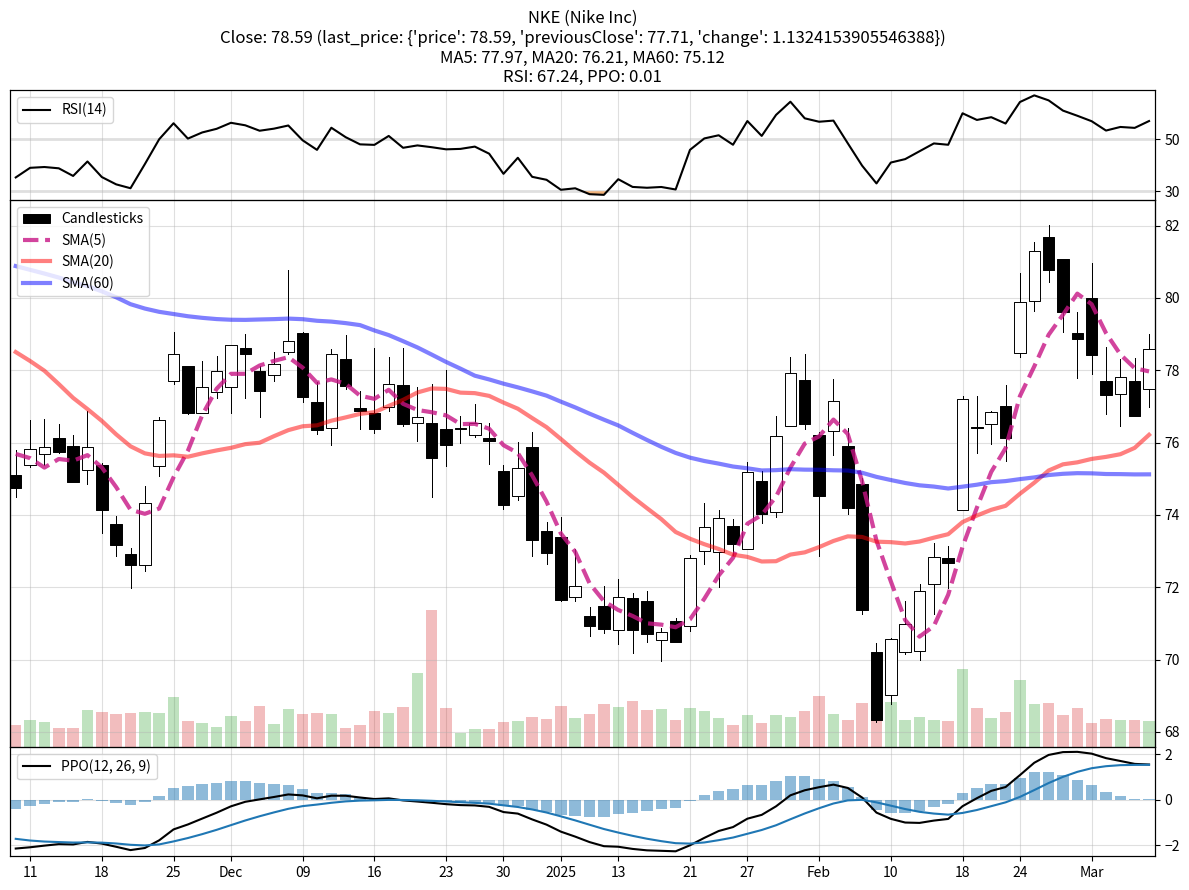 NKE (Nike Inc)
Close: 78.59 (last_price: {'price': 78.59, 'previousClose': 77.71, 'change': 1.1324153905546388})
MA5: 77.97, MA20: 76.21, MA60: 75.12
RSI: 67.24, PPO: 0.01
RSI(14)
50
30
Candlesticks
SMA(5)
SMA(20)
SMA(60)
82
80
78
76
74
72
70
68
PPO(12, 26, 9)
2
0
−2
11 18 25 Dec 09 16 23 30 2025 13 21 27 Feb 10 18 24 Mar